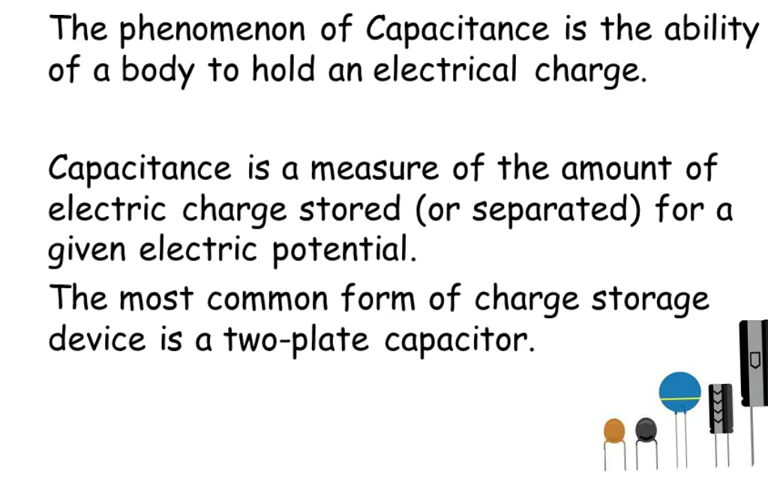 The phenomenon of Capacitance is the ability
of a body to hold an electrical charge.
Capacitance is a measure of the amount of
electric charge stored (or separated) for a
given electric potential.
The most common form of charge storage
device is a two-plate capacitor.